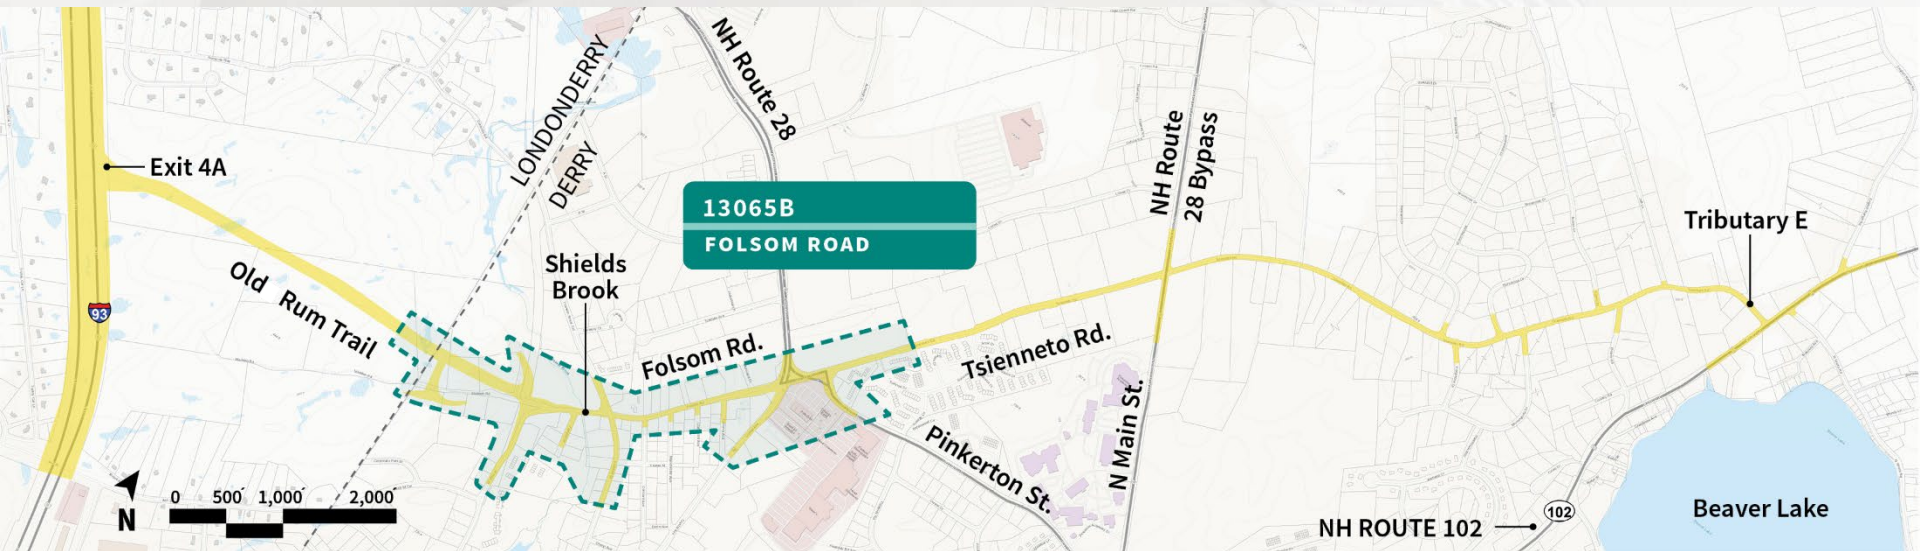 LONDONDERRY
DERRY
NH Route 28
NH Route
28 Bypass
Exit 4A
13065B
FOLSOM ROAD
Tributary E
Shields
Brook
Old Rum Trail
93
Folsom Rd.
Tsienneto Rd.
Pinkerton St.
N Main St.
N
0 500´ 1,000´ 2,000´
NH ROUTE 102
102
Beaver Lake